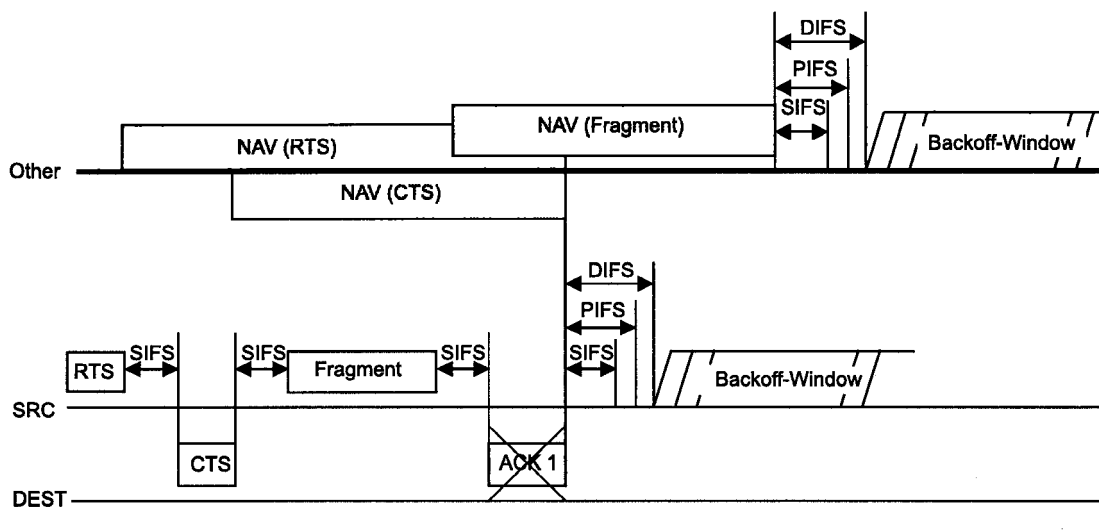 DIFS
PIFS
SIFS
NAV (RTS)
NAV (Fragment)
Backoff-Window
Other
NAV (CTS)
DIFS
PIFS
SIFS
RTS
SIFS
SIFS
Fragment
SIFS
Backoff-Window
SRC
CTS
ACK 1
DEST